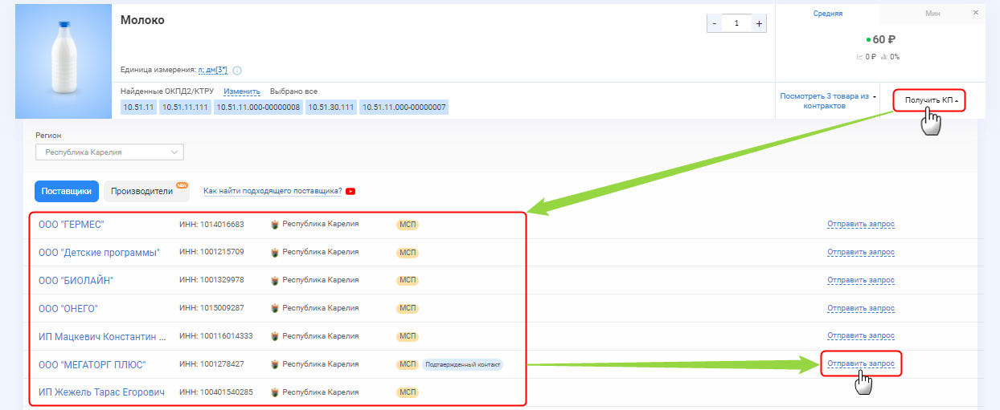 Молоко
- 1 +
Средняя
Мин
×
60 ₽
0 ₽ 0%
Единица измерения: л; дм[3*]
Найденные ОКПД2/КТРУ Изменить Выбрано все
10.51.11 10.51.11.111 10.51.11.000-00000008 10.51.30.111 10.51.11.000-00000007
Посмотреть 3 товара из
контрактов
Получить КП
Регион
Республика Карелия
Поставщики Производители NEW Как найти подходящего поставщика?
ООО "ГЕРМЕС" ИНН: 1014016683 Республика Карелия МСП Отправить запрос
ООО "Детские программы" ИНН: 1001215709 Республика Карелия МСП Отправить запрос
ООО "БИОЛАЙН" ИНН: 1001329978 Республика Карелия МСП Отправить запрос
ООО "ОНЕГО" ИНН: 1015009287 Республика Карелия МСП Отправить запрос
ИП Мацкевич Константин ... ИНН: 100116014333 Республика Карелия МСП Отправить запрос
ООО "МЕГАТОРГ ПЛЮС" ИНН: 1001278427 Республика Карелия МСП Подтвержденный контакт Отправить запрос
ИП Жежель Тарас Егорович ИНН: 100401540285 Республика Карелия МСП Отправить запрос